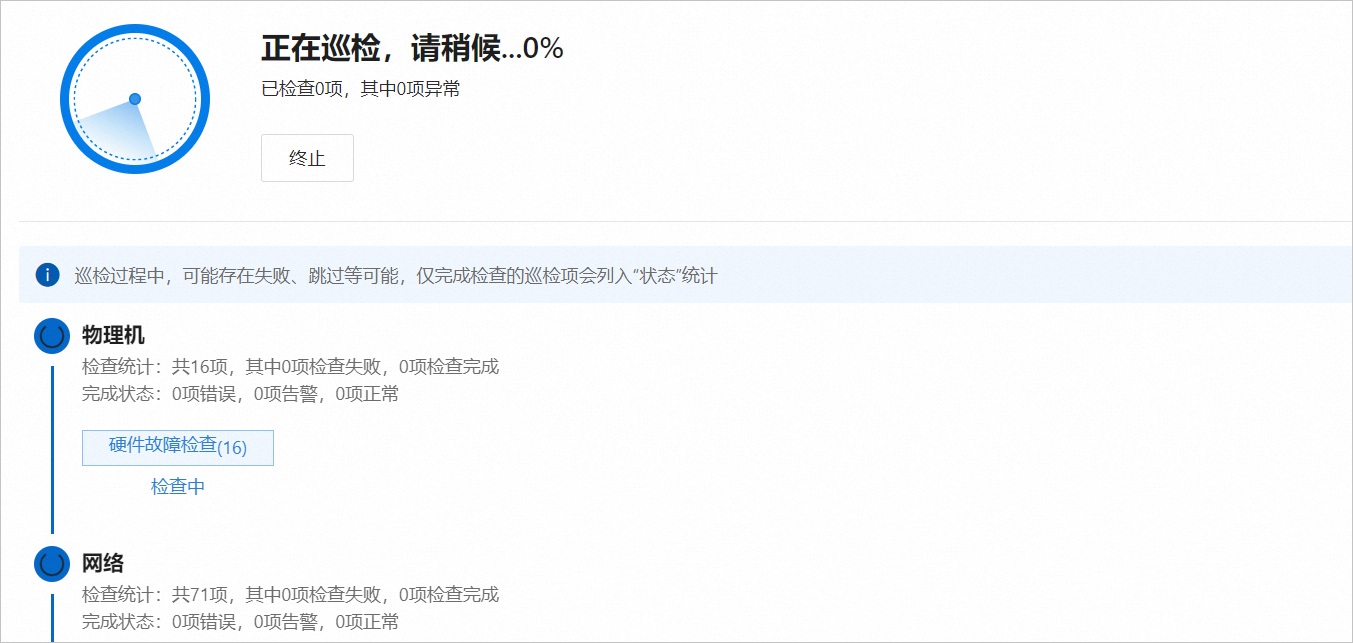 正在巡检，请稍候...0%
已检查0项，其中0项异常
终止
巡检过程中，可能存在失败、跳过等可能，仅完成检查的巡检项会列入“状态”统计
物理机
检查统计：共16项，其中0项检查失败，0项检查完成
完成状态：0项错误，0项告警，0项正常
硬件故障检查(16)
检查中
网络
检查统计：共71项，其中0项检查失败，0项检查完成
完成状态：0项错误，0项告警，0项正常